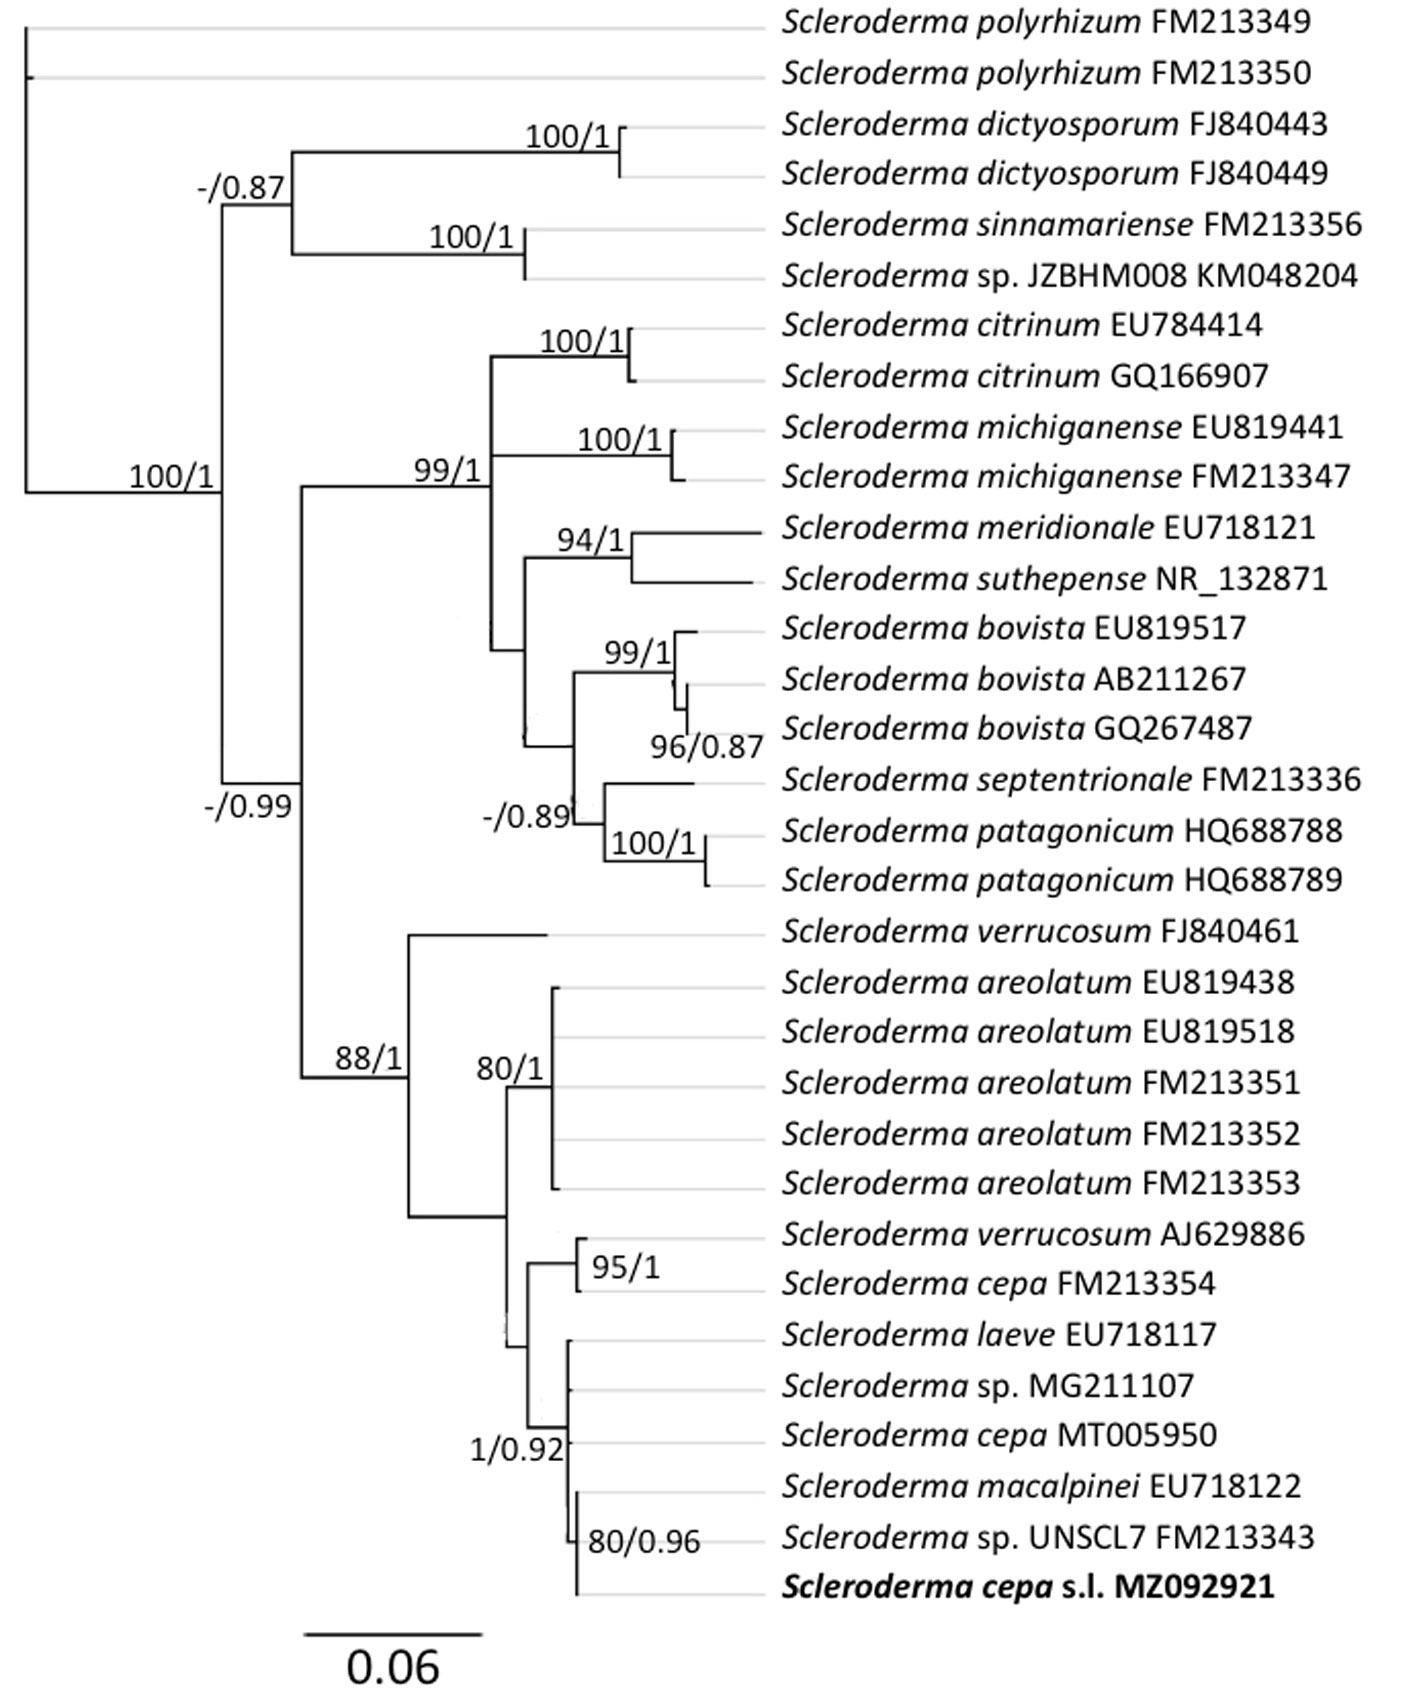 Scleroderma polyrhizum FM213349
Scleroderma polyrhizum FM213350
Scleroderma dictyosporum FJ840443
100/1
Scleroderma dictyosporum FJ840449
-/0.87
Scleroderma sinnamariense FM213356
100/1
Scleroderma sp. JZBHM008 KM048204
Scleroderma citrinum EU784414
100/1
Scleroderma citrinum GQ166907
Scleroderma michiganense EU819441
100/1
99/1
100/1
Scleroderma michiganense FM213347
Scleroderma meridionale EU718121
94/1
Scleroderma suthepense NR_132871
Scleroderma bovista EU819517
99/1
Scleroderma bovista AB211267
Scleroderma bovista GQ267487
96/0.87
Scleroderma septentrionale FM213336
-/0.99
-/0.89
Scleroderma patagonicum HQ688788
100/1
Scleroderma patagonicum HQ688789
Scleroderma verrucosum FJ840461
Scleroderma areolatum EU819438
Scleroderma areolatum EU819518
88/1
80/1
Scleroderma areolatum FM213351
Scleroderma areolatum FM213352
Scleroderma areolatum FM213353
Scleroderma verrucosum AJ629886
95/1
Scleroderma cepa FM213354
Scleroderma laeve EU718117
Scleroderma sp. MG211107
Scleroderma cepa MT005950
1/0.92
Scleroderma macalpinei EU718122
80/0.96
Scleroderma sp. UNSCL7 FM213343
Scleroderma cepa s.l. MZ092921
0.06